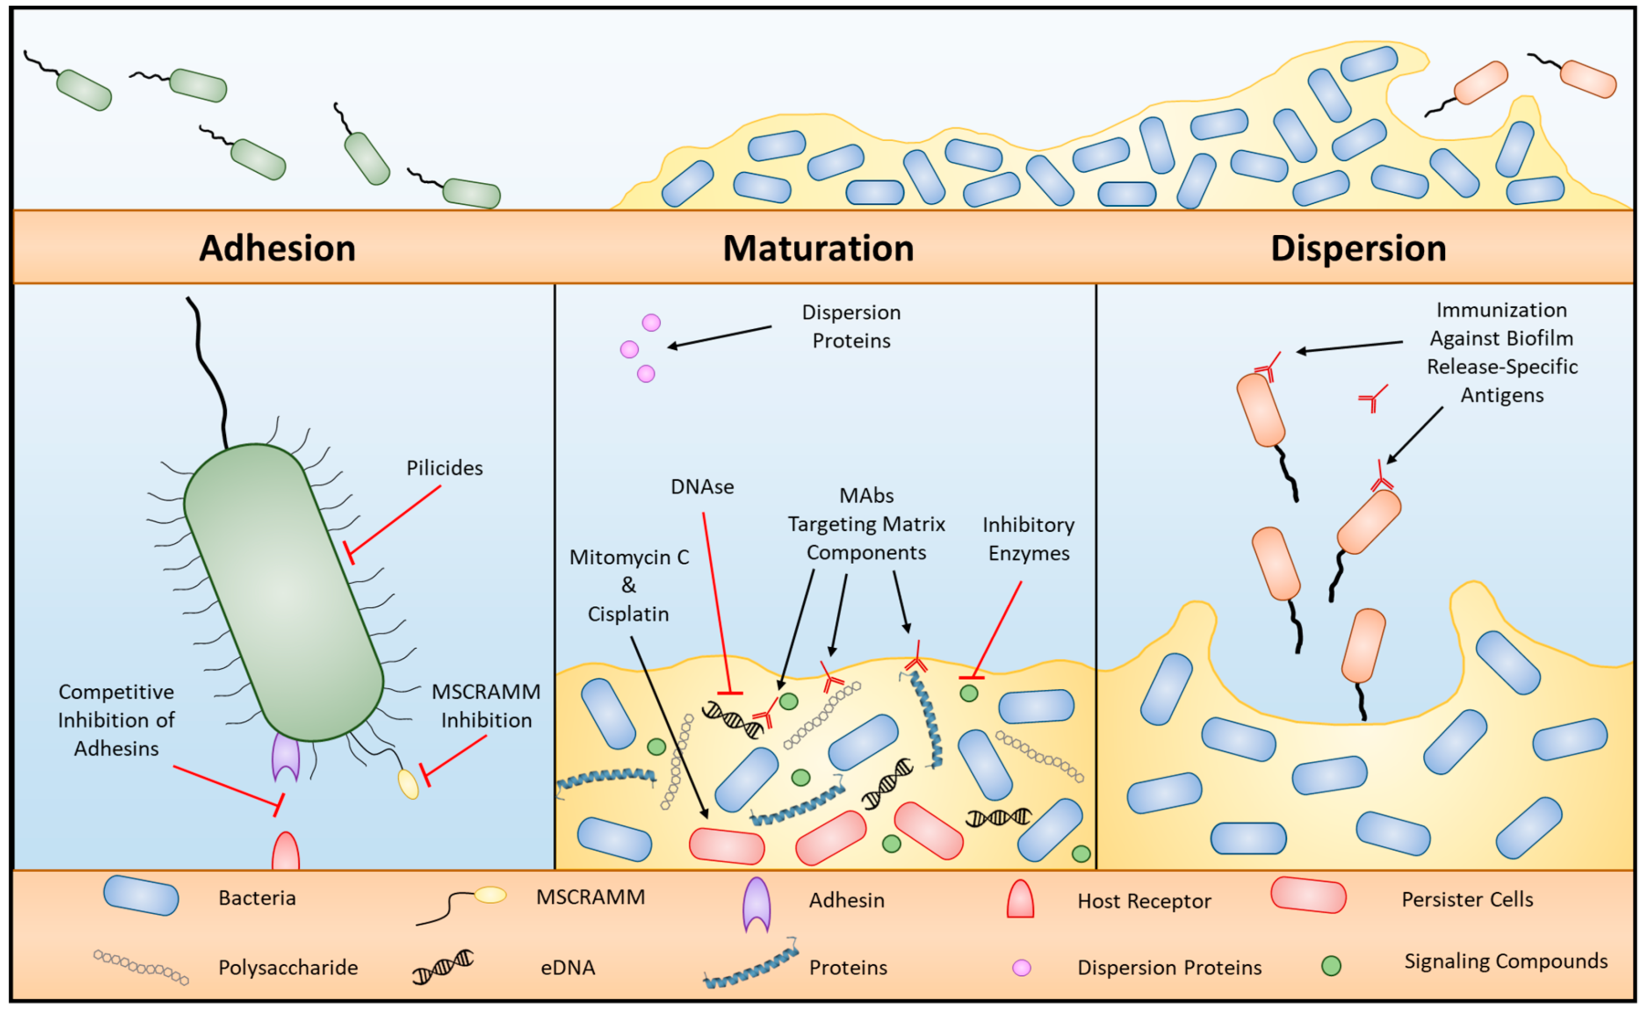 Adhesion
Maturation
Dispersion
Pilicides
Competitive
Inhibition of
Adhesins
MSCRAMM
Inhibition
Dispersion
Proteins
DNAse
MAbs
Targeting Matrix
Components
Inhibitory
Enzymes
Mitomycin C
&
Cisplatin
Immunization
Against Biofilm
Release-Specific
Antigens
Bacteria
MSCRAMM
Adhesin
Host Receptor
Persister Cells
Polysaccharide
eDNA
Proteins
Dispersion Proteins
Signaling Compounds